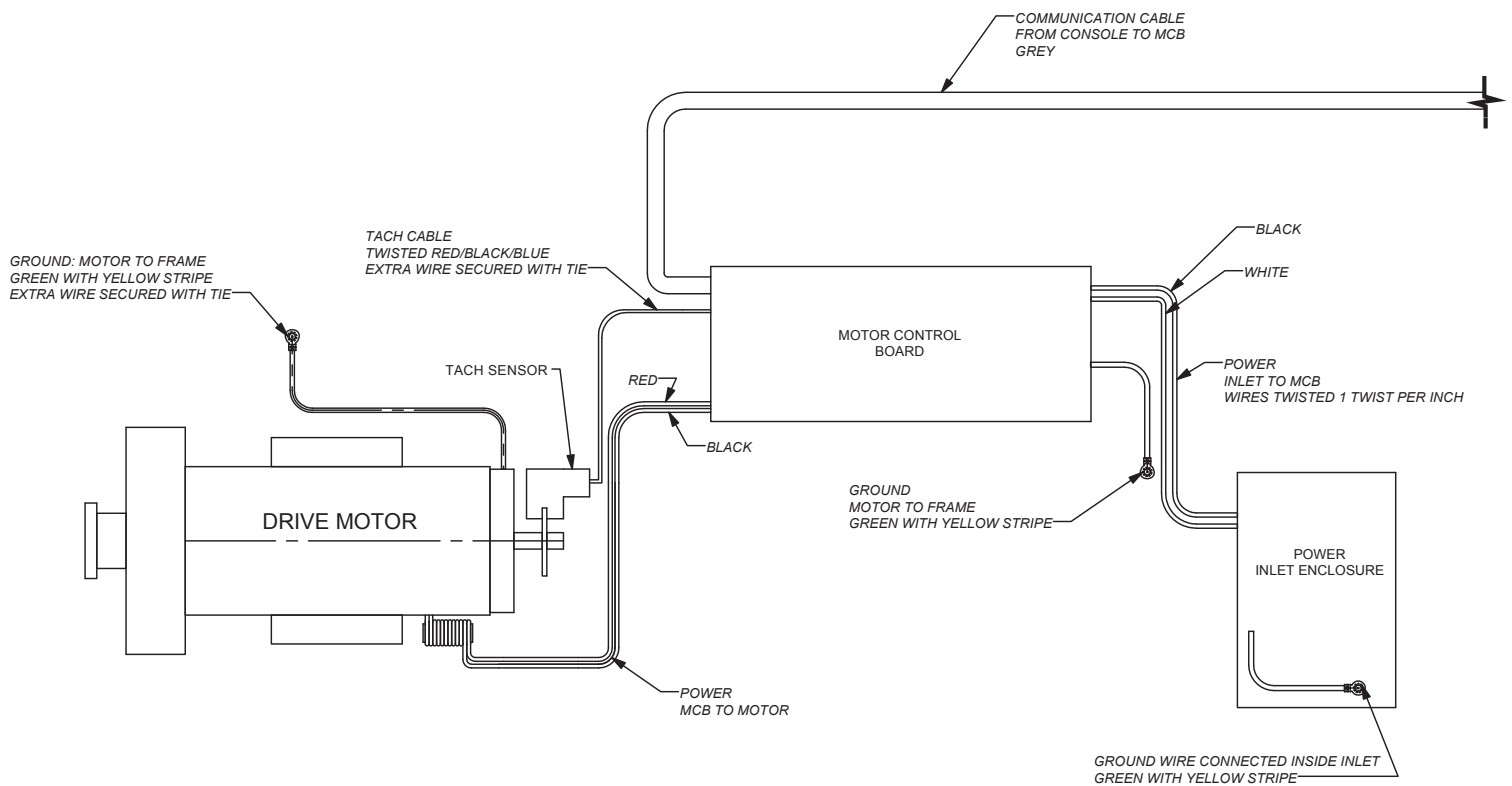 COMMUNICATION CABLE
FROM CONSOLE TO MCB
GREY
TACH CABLE
TWISTED RED/BLACK/BLUE
EXTRA WIRE SECURED WITH TIE
BLACK
WHITE
GROUND: MOTOR TO FRAME
GREEN WITH YELLOW STRIPE
EXTRA WIRE SECURED WITH TIE
MOTOR CONTROL
BOARD
TACH SENSOR
RED
BLACK
POWER
INLET TO MCB
WIRES TWISTED 1 TWIST PER INCH
GROUND
MOTOR TO FRAME
GREEN WITH YELLOW STRIPE
DRIVE MOTOR
POWER
INLET ENCLOSURE
POWER
MCB TO MOTOR
GROUND WIRE CONNECTED INSIDE INLET
GREEN WITH YELLOW STRIPE